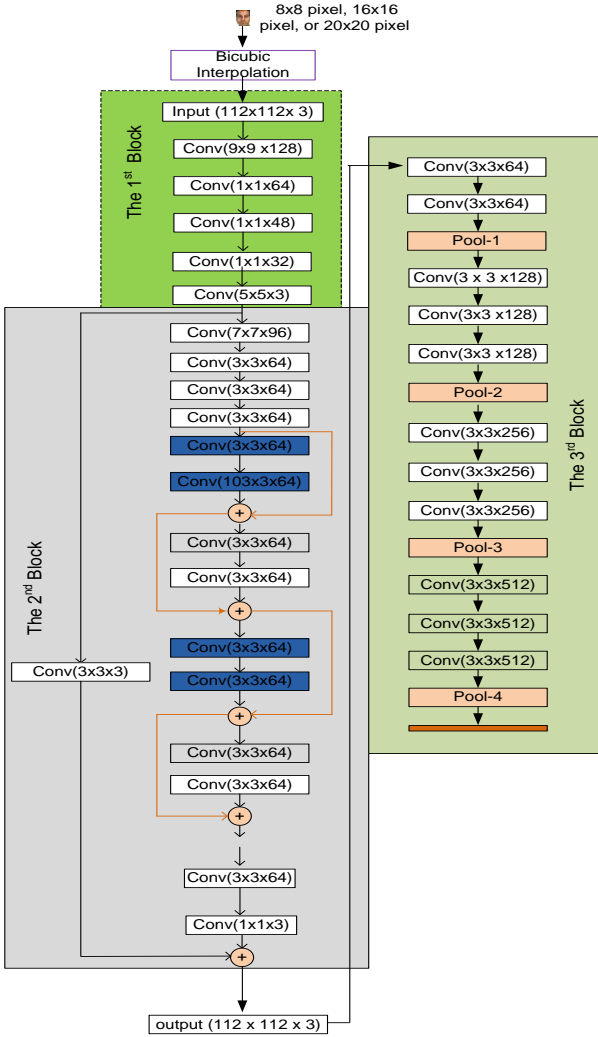 8x8 pixel, 16x16
pixel, or 20x20 pixel
Bicubic
Interpolation
The 1st Block
Input (112x112x 3)
Conv(9x9 x128)
Conv(1x1x64)
Conv(1x1x48)
Conv(1x1x32)
Conv(5x5x3)
The 2nd Block
Conv(7x7x96)
Conv(3x3x64)
Conv(3x3x64)
Conv(3x3x64)
Conv(3x3x64)
Conv(103x3x64)
+
Conv(3x3x64)
Conv(3x3x64)
+
Conv(3x3x64)
Conv(3x3x64)
+
Conv(3x3x64)
Conv(3x3x64)
+
Conv(3x3x64)
Conv(1x1x3)
+
Conv(3x3x3)
output (112 x 112 x 3)
The 3rd Block
Conv(3x3x64)
Conv(3x3x64)
Pool-1
Conv(3 x 3 x128)
Conv(3x3 x128)
Conv(3x3 x128)
Pool-2
Conv(3x3x256)
Conv(3x3x256)
Conv(3x3x256)
Pool-3
Conv(3x3x512)
Conv(3x3x512)
Conv(3x3x512)
Pool-4